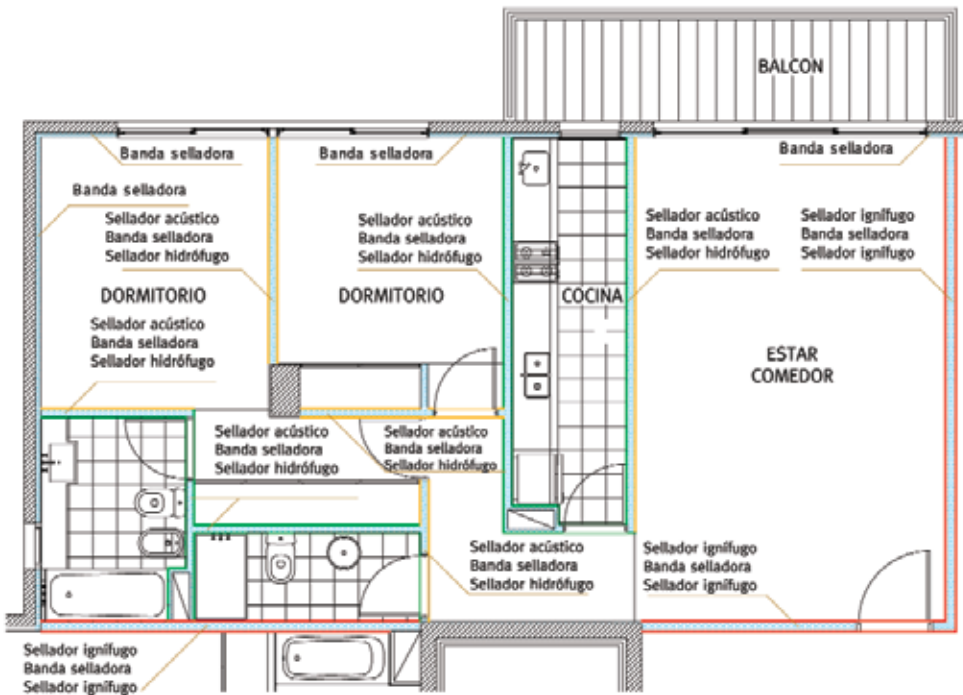 BALCON
Banda selladora
Banda selladora
Banda selladora
Banda selladora
Sellador acústico
Banda selladora
Sellador hidrófugo
Sellador acústico
Banda selladora
Sellador hidrófugo
Sellador acústico
Banda selladora
Sellador hidrófugo
Sellador ignífugo
Banda selladora
Sellador ignífugo
DORMITORIO
DORMITORIO
COCINA
ESTAR
COMEDOR
Sellador acústico
Banda selladora
Sellador hidrófugo
Sellador acústico
Banda selladora
Sellador hidrófugo
Sellador acústico
Banda selladora
Sellador hidrófugo
Sellador acústico
Banda selladora
Sellador hidrófugo
Sellador ignífugo
Banda selladora
Sellador ignífugo
Sellador ignífugo
Banda selladora
Sellador ignífugo